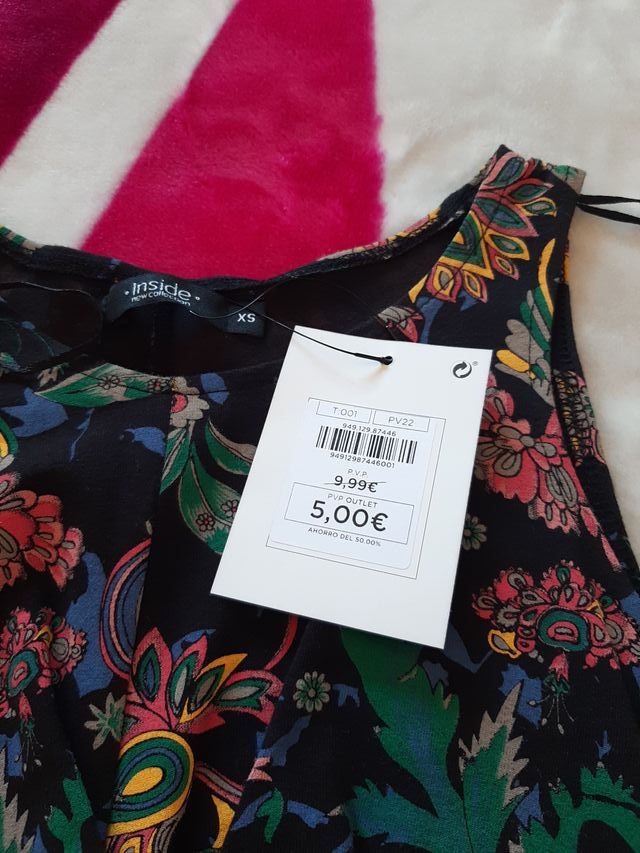 Inside
new collection
XS
T:001 PV22
949.129.87446
94912987446001
P.V.P
9,99€
PVP OUTLET
5,00€
AHORRO DEL 50.00%